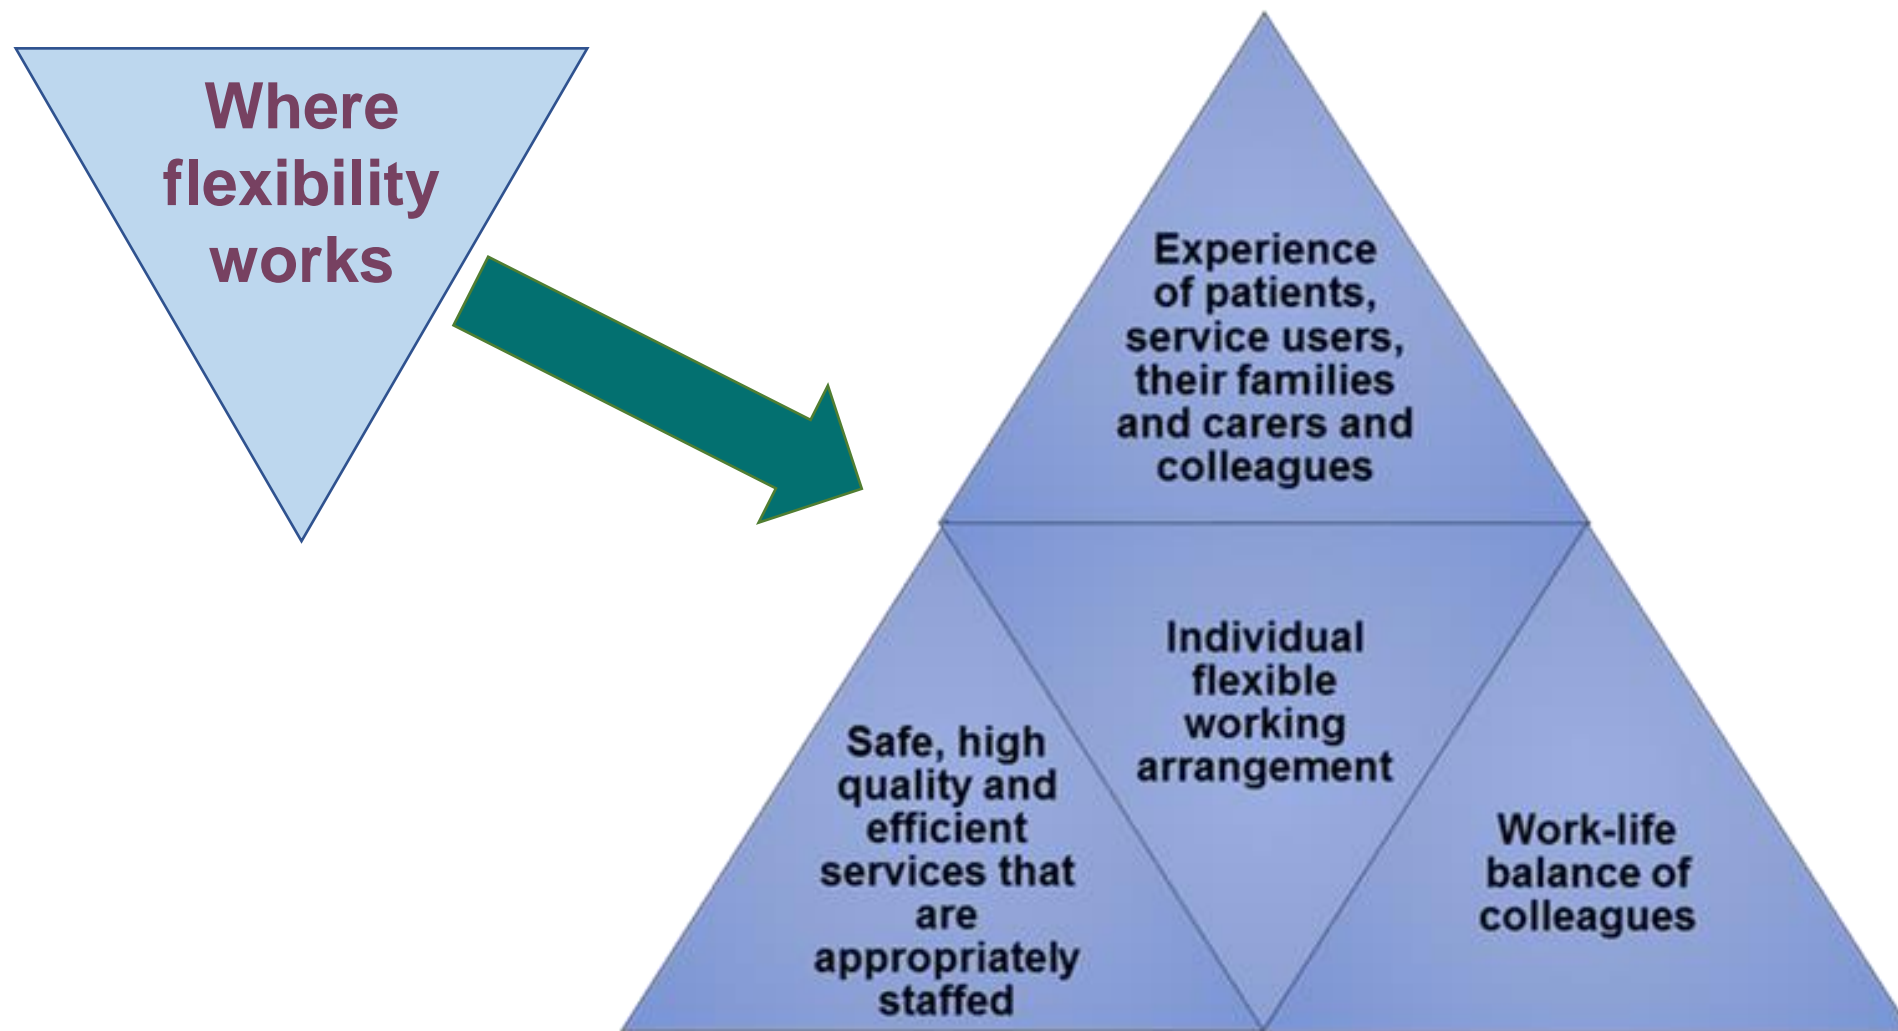 Where
flexibility
works
Experience
of patients,
service users,
their families
and carers and
colleagues
Individual
flexible
working
arrangement
Safe, high
quality and
efficient
services that
are
appropriately
staffed
Work-life
balance of
colleagues